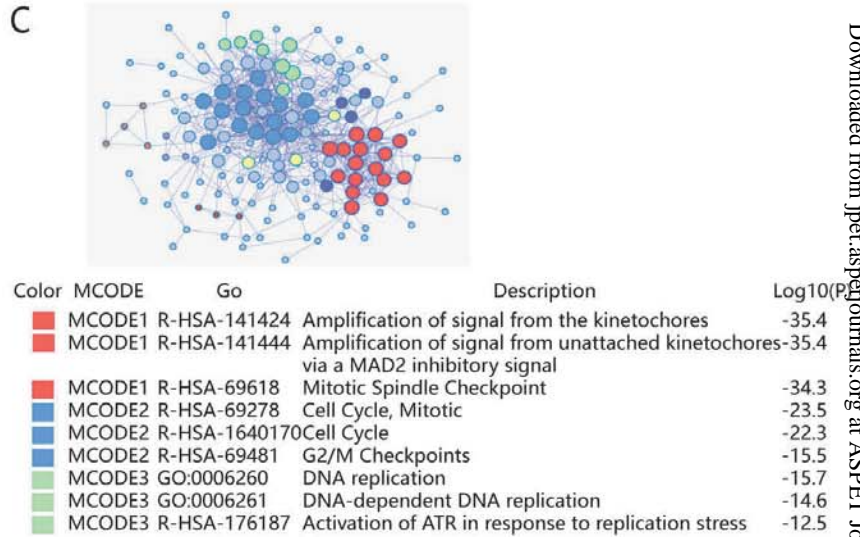 C
Color MCODE Go Description Log10(P)
MCODE1 R-HSA-141424 Amplification of signal from the kinetochores -35.4
MCODE1 R-HSA-141444 Amplification of signal from unattached kinetochores -35.4
via a MAD2 inhibitory signal
MCODE1 R-HSA-69618 Mitotic Spindle Checkpoint -34.3
MCODE2 R-HSA-69278 Cell Cycle, Mitotic -23.5
MCODE2 R-HSA-1640170 Cell Cycle -22.3
MCODE2 R-HSA-69481 G2/M Checkpoints -15.5
MCODE3 GO:0006260 DNA replication -15.7
MCODE3 GO:0006261 DNA-dependent DNA replication -14.6
MCODE3 R-HSA-176187 Activation of ATR in response to replication stress -12.5
Downloaded from jpet.aspetjournals.org at ASPET